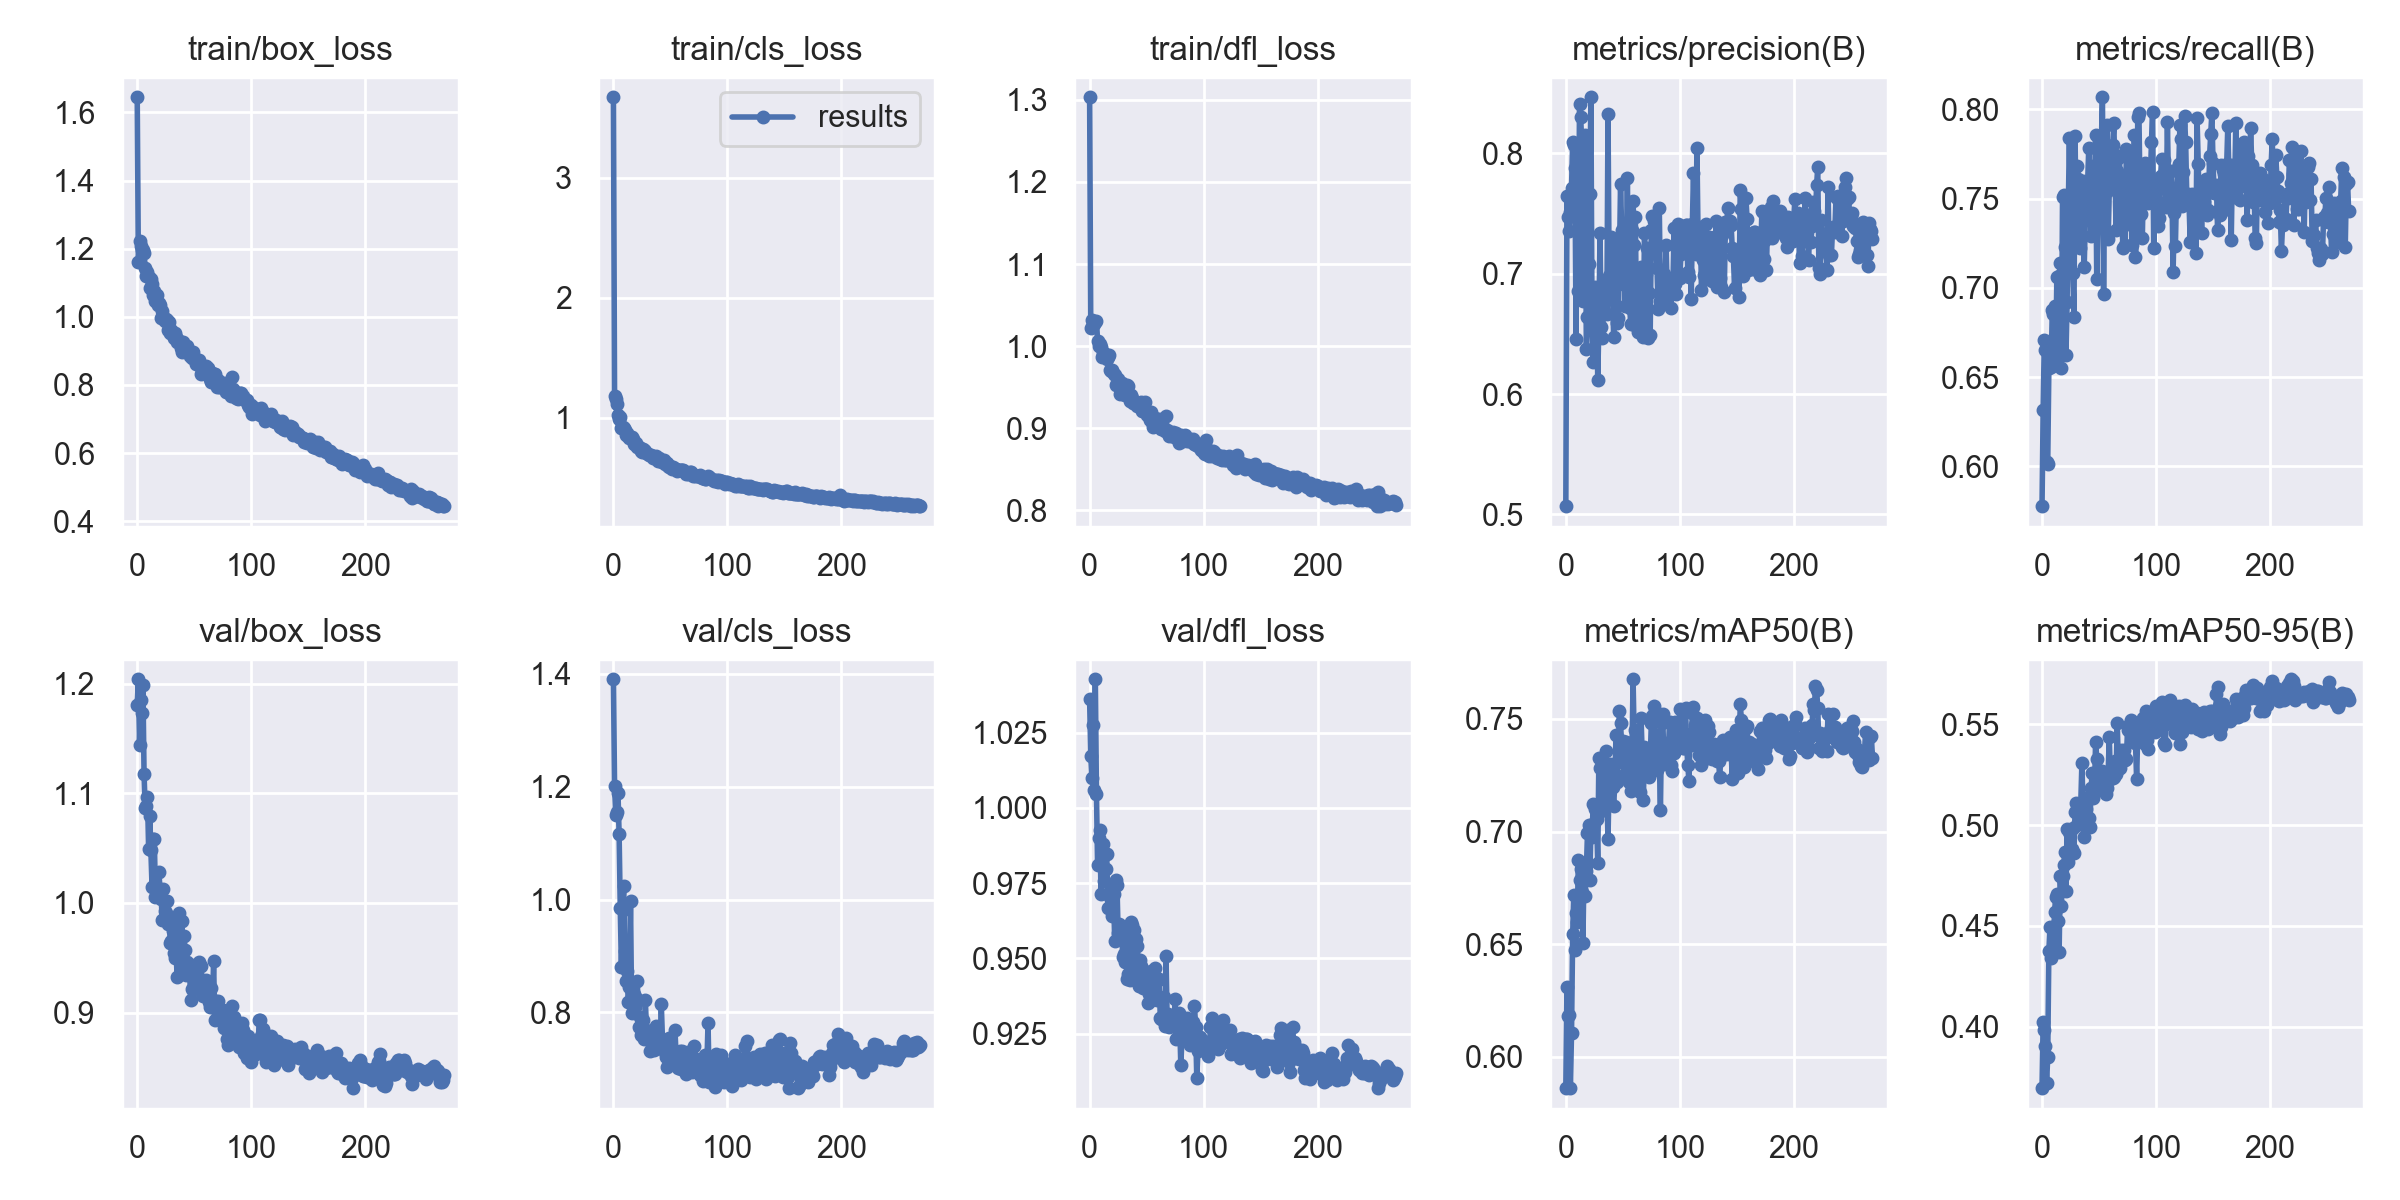 train/box_loss
1.6
1.4
1.2
1.0
0.8
0.6
0.4
0 100 200
train/cls_loss
results
3
2
1
0 100 200
train/dfl_loss
1.3
1.2
1.1
1.0
0.9
0.8
0 100 200
metrics/precision(B)
0.8
0.7
0.6
0.5
0 100 200
metrics/recall(B)
0.80
0.75
0.70
0.65
0.60
0 100 200
val/box_loss
1.2
1.1
1.0
0.9
0 100 200
val/cls_loss
1.4
1.2
1.0
0.8
0 100 200
val/dfl_loss
1.025
1.000
0.975
0.950
0.925
0 100 200
metrics/mAP50(B)
0.75
0.70
0.65
0.60
0 100 200
metrics/mAP50-95(B)
0.55
0.50
0.45
0.40
0 100 200